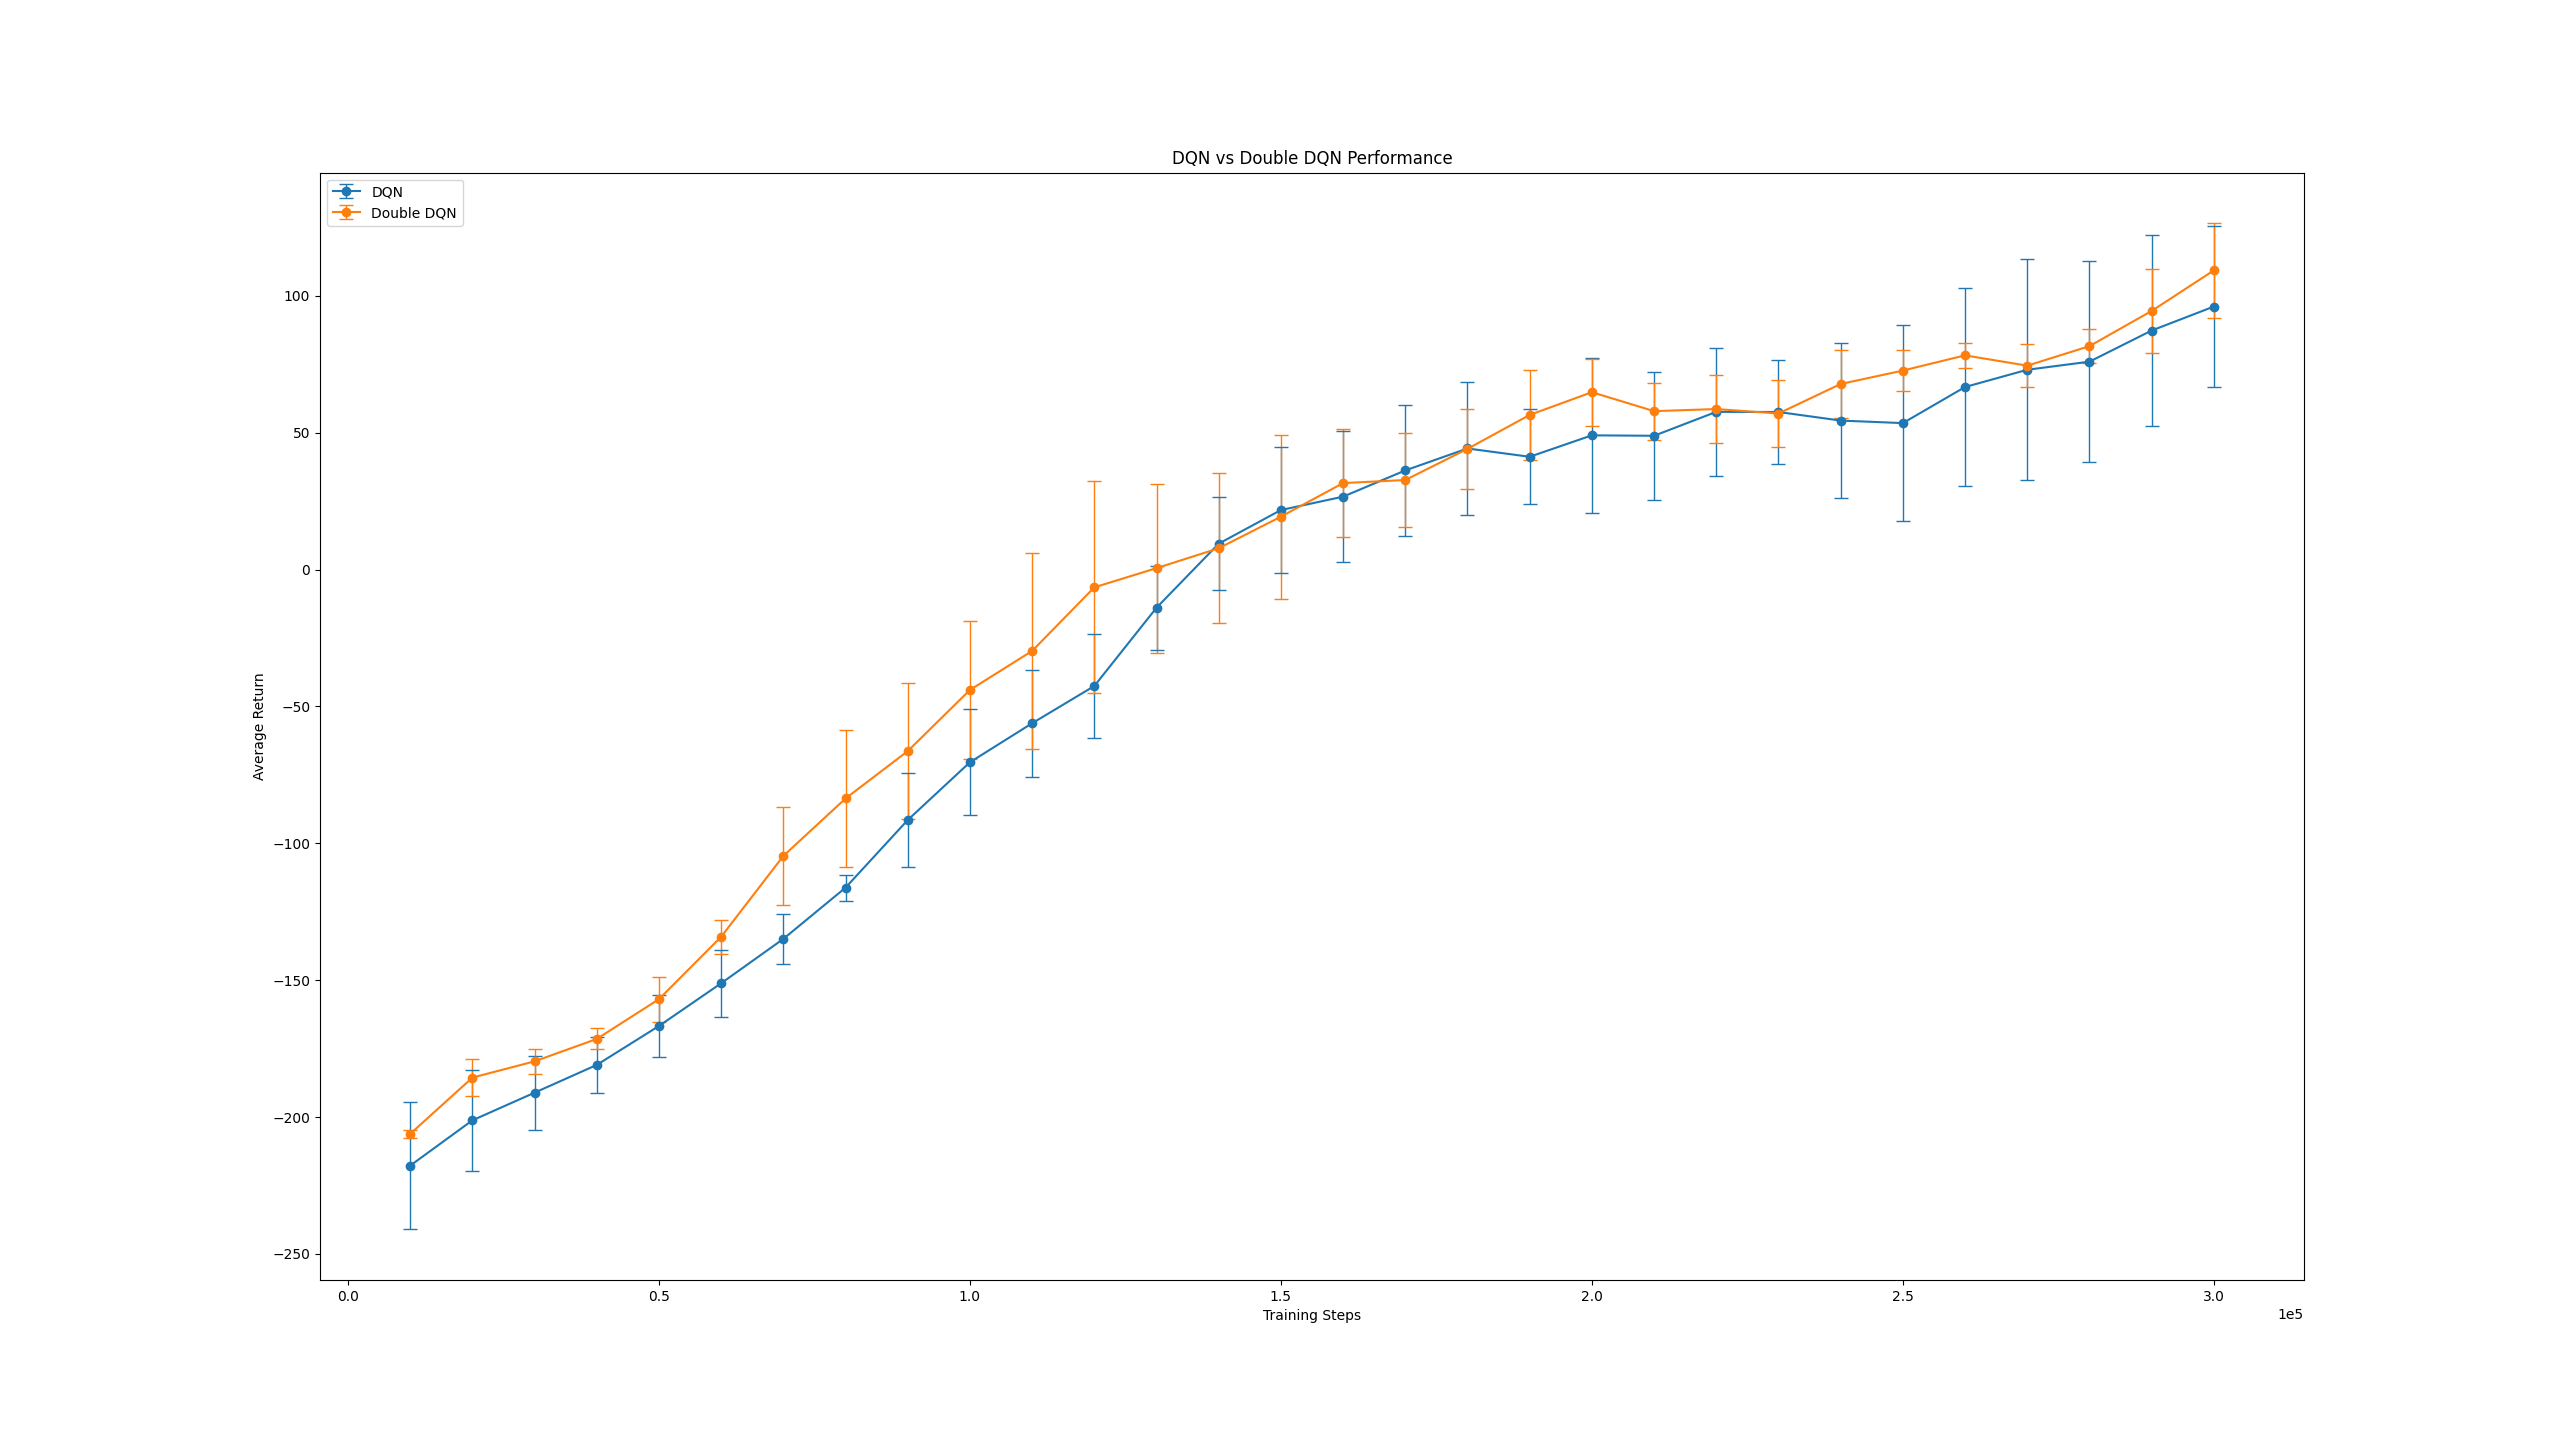 DQN vs Double DQN Performance
DQN
Double DQN
100
50
0
−50
−100
−150
−200
−250
Average Return
0.0 0.5 1.0 1.5 2.0 2.5 3.0
1e5
Training Steps